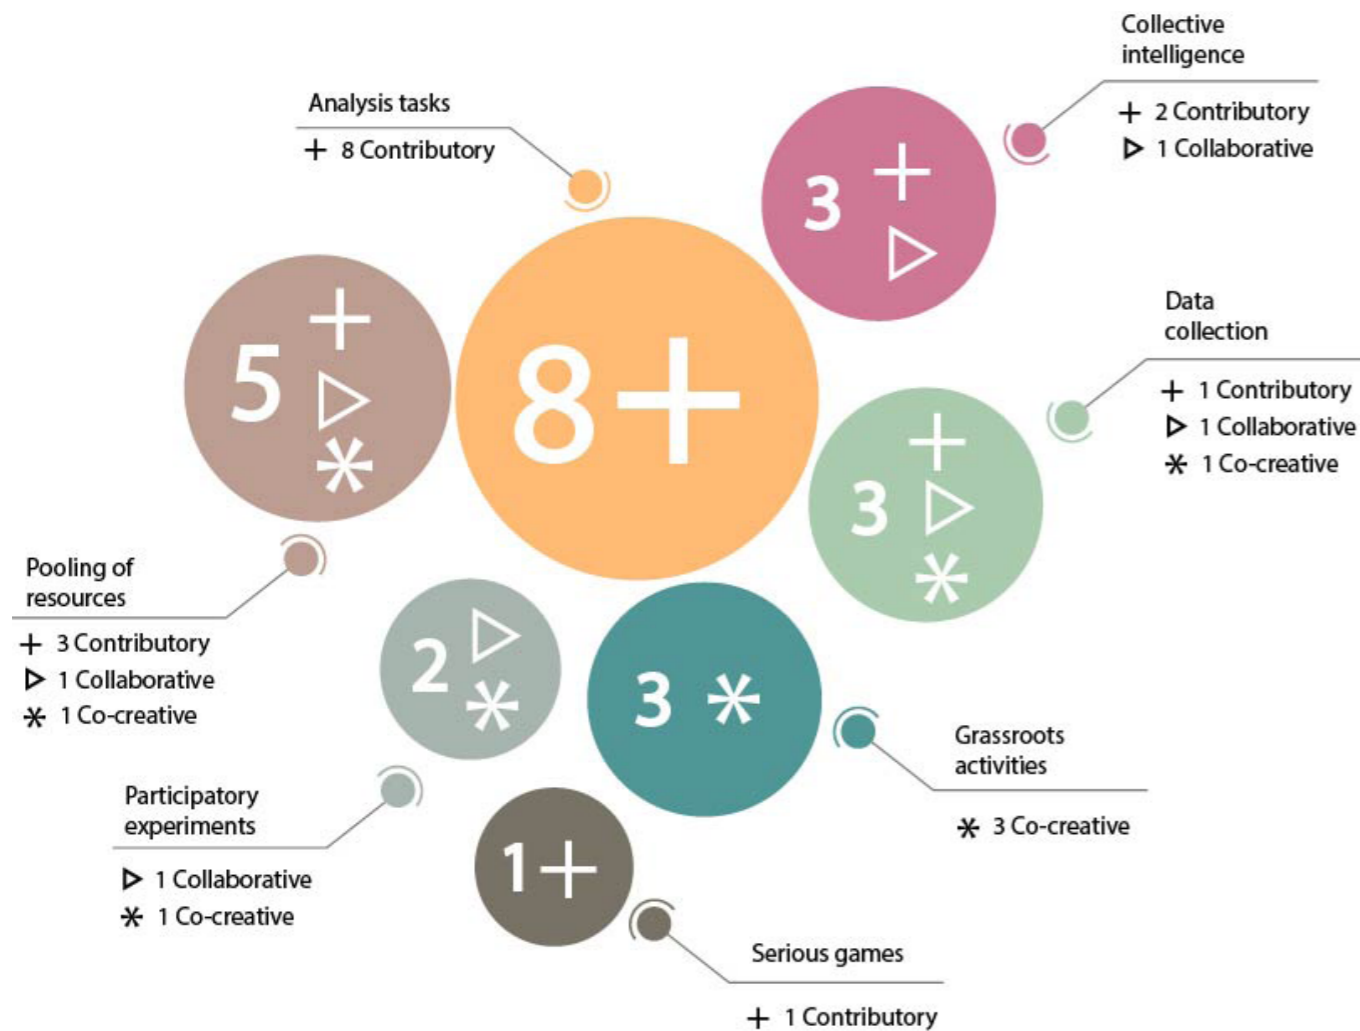 Collective
intelligence
+ 2 Contributory
▷ 1 Collaborative
Analysis tasks
+ 8 Contributory
3 +
▷
Data
collection
+ 1 Contributory
▷ 1 Collaborative
* 1 Co-creative
5 +
▷
*
8+
3 +
▷
*
Pooling of
resources
+ 3 Contributory
▷ 1 Collaborative
* 1 Co-creative
2 ▷
*
3 *
Grassroots
activities
* 3 Co-creative
Participatory
experiments
▷ 1 Collaborative
* 1 Co-creative
1+
Serious games
+ 1 Contributory